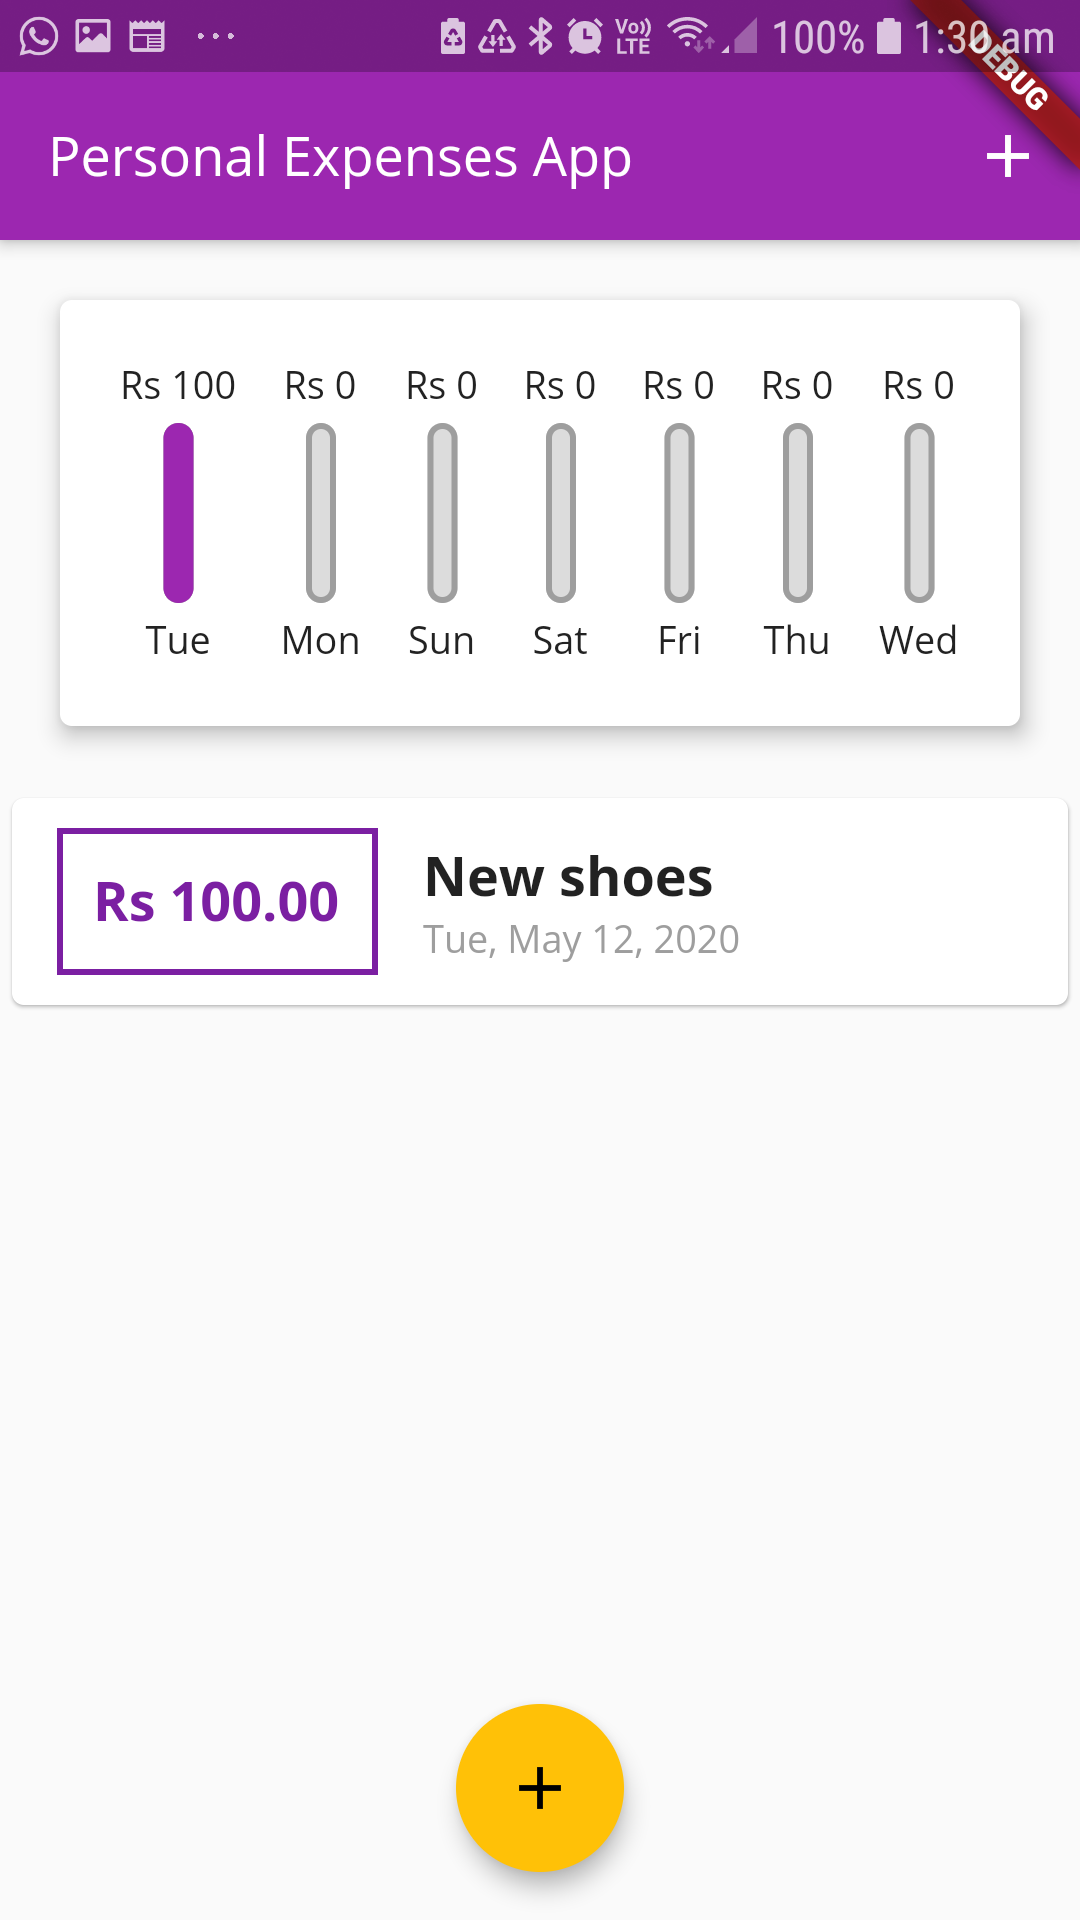 Vo)) LTE 100% 1:30 am
DEBUG
Personal Expenses App
Rs 100 Rs 0 Rs 0 Rs 0 Rs 0 Rs 0 Rs 0
Tue Mon Sun Sat Fri Thu Wed
Rs 100.00
New shoes
Tue, May 12, 2020